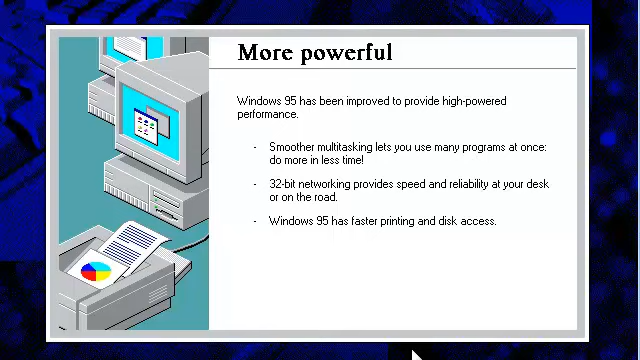 More powerful
Windows 95 has been improved to provide high-powered
performance.
- Smoother multitasking lets you use many programs at once:
do more in less time!
- 32-bit networking provides speed and reliability at your desk
or on the road.
- Windows 95 has faster printing and disk access.